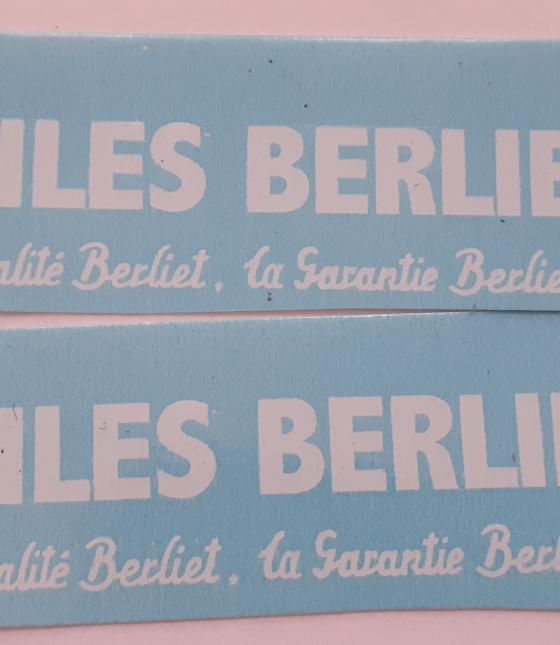 ILES BERLIE
alité Berliet, la Garantie Berlie
ILES BERLI
alité Berliet, la Garantie Berl